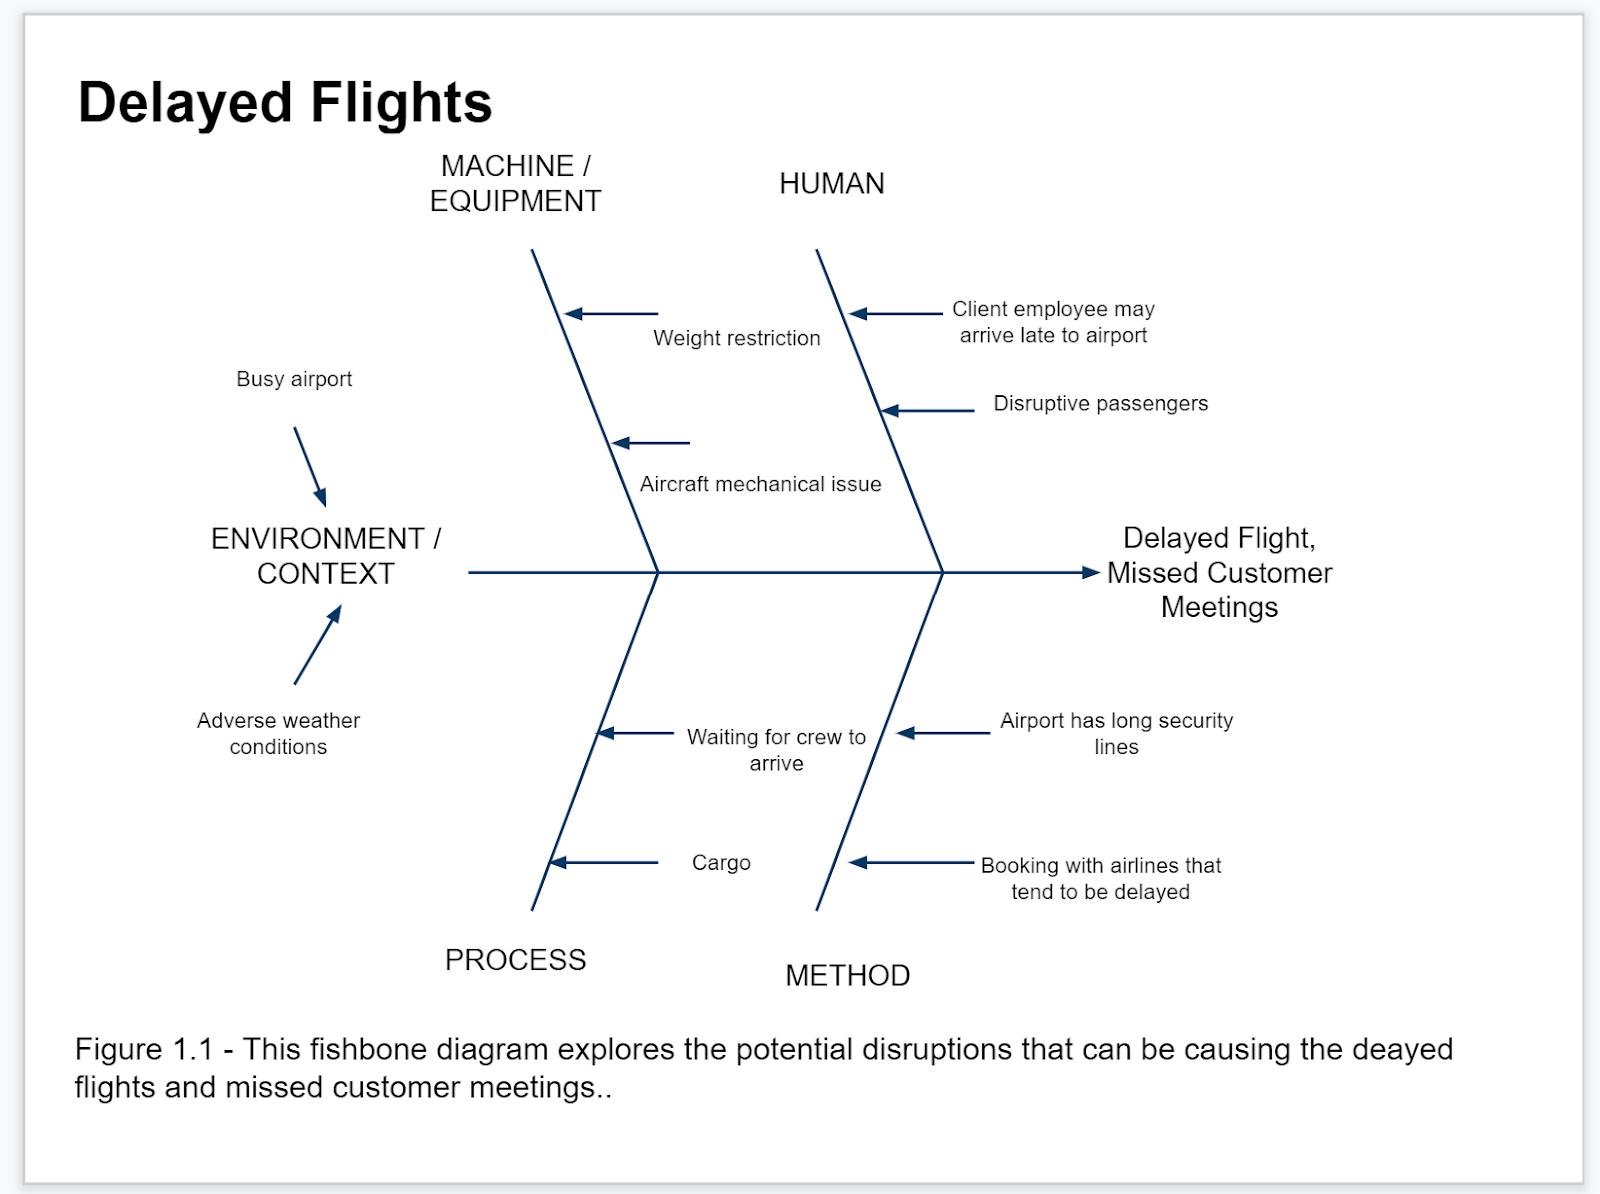 Delayed Flights
MACHINE /
EQUIPMENT
HUMAN
Weight restriction
Client employee may
arrive late to airport
Busy airport
Disruptive passengers
Aircraft mechanical issue
ENVIRONMENT /
CONTEXT
Delayed Flight,
Missed Customer
Meetings
Adverse weather
conditions
Waiting for crew to
arrive
Airport has long security
lines
Cargo
Booking with airlines that
tend to be delayed
PROCESS
METHOD
Figure 1.1 - This fishbone diagram explores the potential disruptions that can be causing the deayed
flights and missed customer meetings..